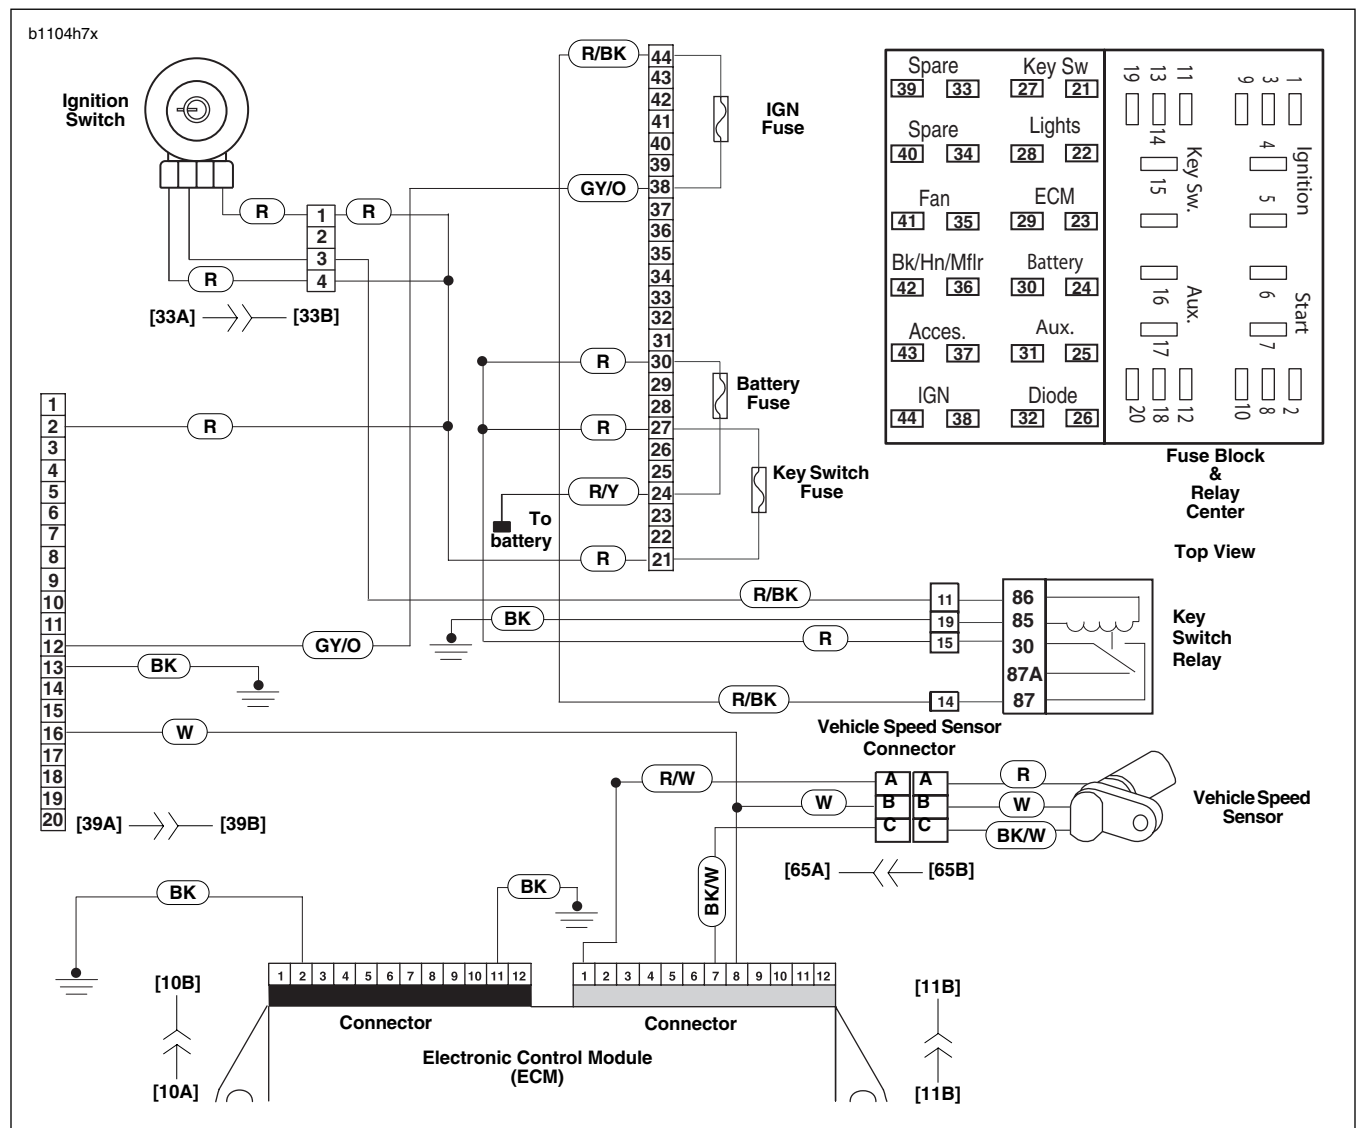 b1104h7x
Ignition
Switch
R
R
1
2
3
4
R
[33A]
[33B]
R/BK
GY/O
44
43
42
41
40
39
38
37
36
35
34
33
32
31
30
29
28
27
26
25
24
23
22
21
IGN
Fuse
R
Battery
Fuse
R
R/Y
Key Switch
Fuse
To
battery
R
Spare
39 33
Key Sw
27 21
Spare
40 34
Lights
28 22
Fan
41 35
ECM
29 23
Bk/Hn/Mflr
42 36
Battery
30 24
Acces.
43 37
Aux.
31 25
IGN
44 38
Diode
32 26
19
13
11
9
3
1
14
15
Key Sw.
4
5
Ignition
16
17
Aux.
6
7
Start
20
18
12
10
8
2
Fuse Block
&
Relay
Center
Top View
1
2
3
4
5
6
7
8
9
10
11
12
13
14
15
16
17
18
19
20
R
GY/O
BK
W
[39A]
[39B]
R/BK
11
86
BK
19
85
R
15
30
87A
R/BK
14
87
Key
Switch
Relay
Vehicle Speed Sensor
Connector
R/W
A A
R
W
B B
W
C C
BK/W
BK/W
Vehicle Speed
Sensor
[65A]
[65B]
BK
BK
1 2 3 4 5 6 7 8 9 10 11 12
1 2 3 4 5 6 7 8 9 10 11 12
[10B]
[10A]
Connector
Connector
Electronic Control Module
(ECM)
[11B]
[11B]